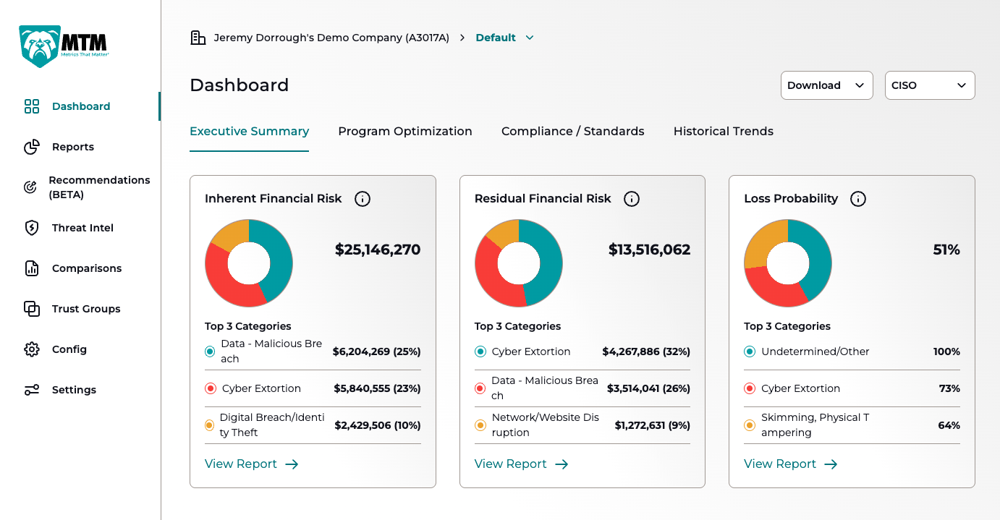 MTM
Metrics That Matter®
Jeremy Dorrough's Demo Company (A3017A) > Default
Dashboard
Download
CISO
Dashboard
Reports
Recommendations
(BETA)
Threat Intel
Comparisons
Trust Groups
Config
Settings
Executive Summary
Program Optimization
Compliance / Standards
Historical Trends
Inherent Financial Risk
$25,146,270
Top 3 Categories
Data - Malicious Bre
ach
$6,204,269 (25%)
Cyber Extortion
$5,840,555 (23%)
Digital Breach/Identi
ty Theft
$2,429,506 (10%)
View Report
Residual Financial Risk
$13,516,062
Top 3 Categories
Cyber Extortion
$4,267,886 (32%)
Data - Malicious Brea
ch
$3,514,041 (26%)
Network/Website Dis
ruption
$1,272,631 (9%)
View Report
Loss Probability
51%
Top 3 Categories
Undetermined/Other
100%
Cyber Extortion
73%
Skimming, Physical T
ampering
64%
View Report